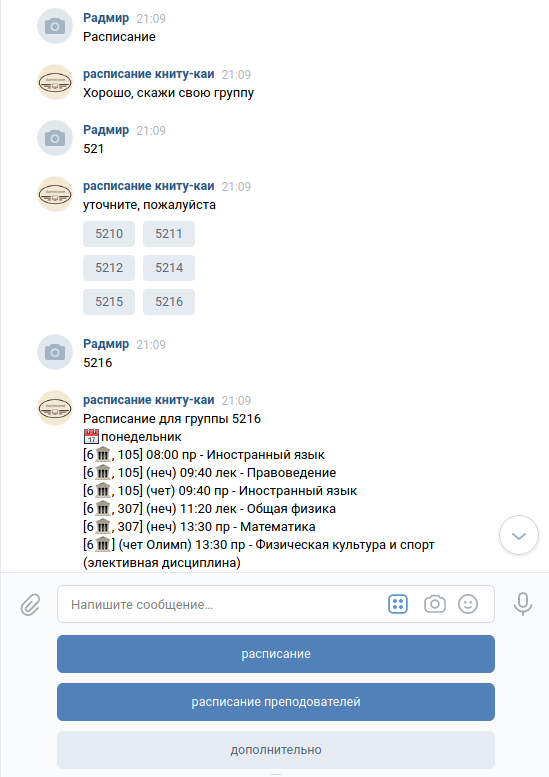 Радмир 21:09
Расписание
расписание книту-каи 21:09
Хорошо, скажи свою группу
Радмир 21:09
521
расписание книту-каи 21:09
уточните, пожалуйста
5210 5211
5212 5214
5215 5216
Радмир 21:09
5216
расписание книту-каи 21:09
Расписание для группы 5216
📅понедельник
[6🏛, 105] 08:00 пр - Иностранный язык
[6🏛, 105] (неч) 09:40 лек - Правоведение
[6🏛, 105] (чет) 09:40 пр - Иностранный язык
[6🏛, 307] (неч) 11:20 лек - Общая физика
[6🏛, 307] (неч) 13:30 пр - Математика
[6🏛] (чет Олимп) 13:30 пр - Физическая культура и спорт
(элективная дисциплина)
Напишите сообщение...
расписание
расписание преподователей
дополнительно